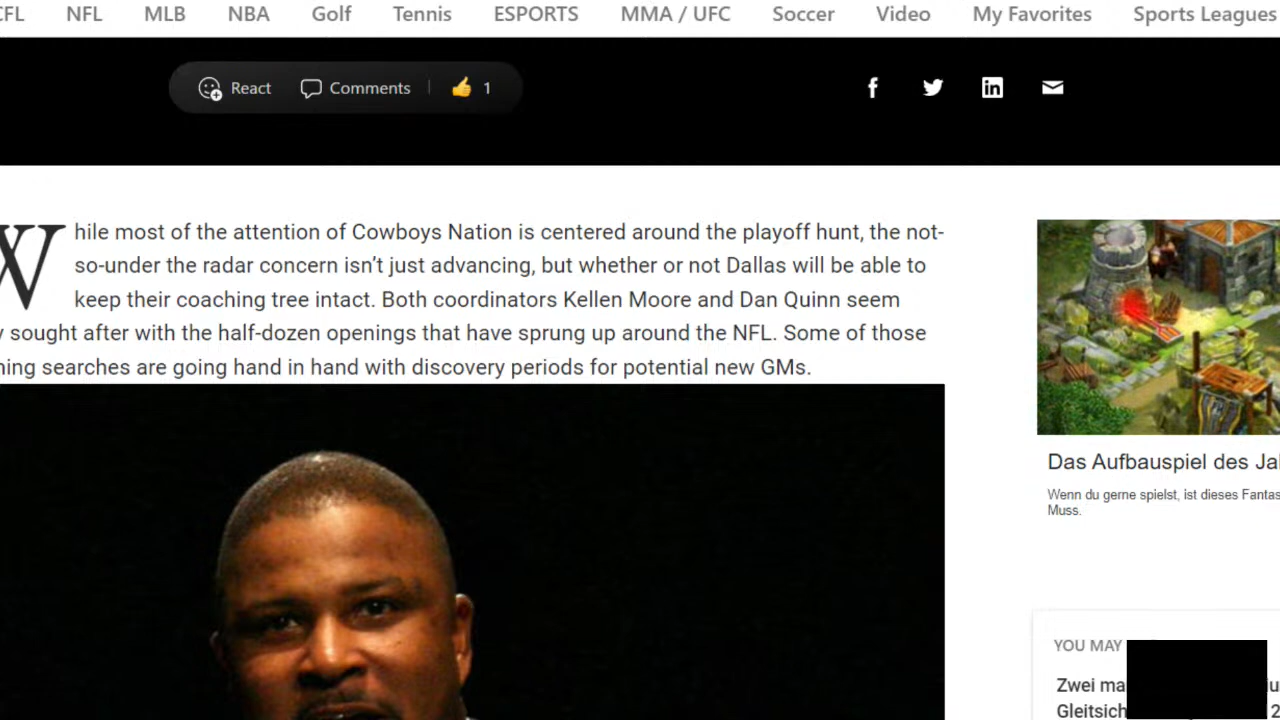 NFL MLB NBA Golf Tennis ESPORTS MMA / UFC Soccer Video My Favorites Sports Leagues
React Comments 1
While most of the attention of Cowboys Nation is centered around the playoff hunt, the not-
so-under the radar concern isn’t just advancing, but whether or not Dallas will be able to
keep their coaching tree intact. Both coordinators Kellen Moore and Dan Quinn seem
sought after with the half-dozen openings that have sprung up around the NFL. Some of those
searches are going hand in hand with discovery periods for potential new GMs.
Das Aufbauspiel des
Wenn du gerne spielst, ist dieses
Muss.
YOU MAY
Zwei